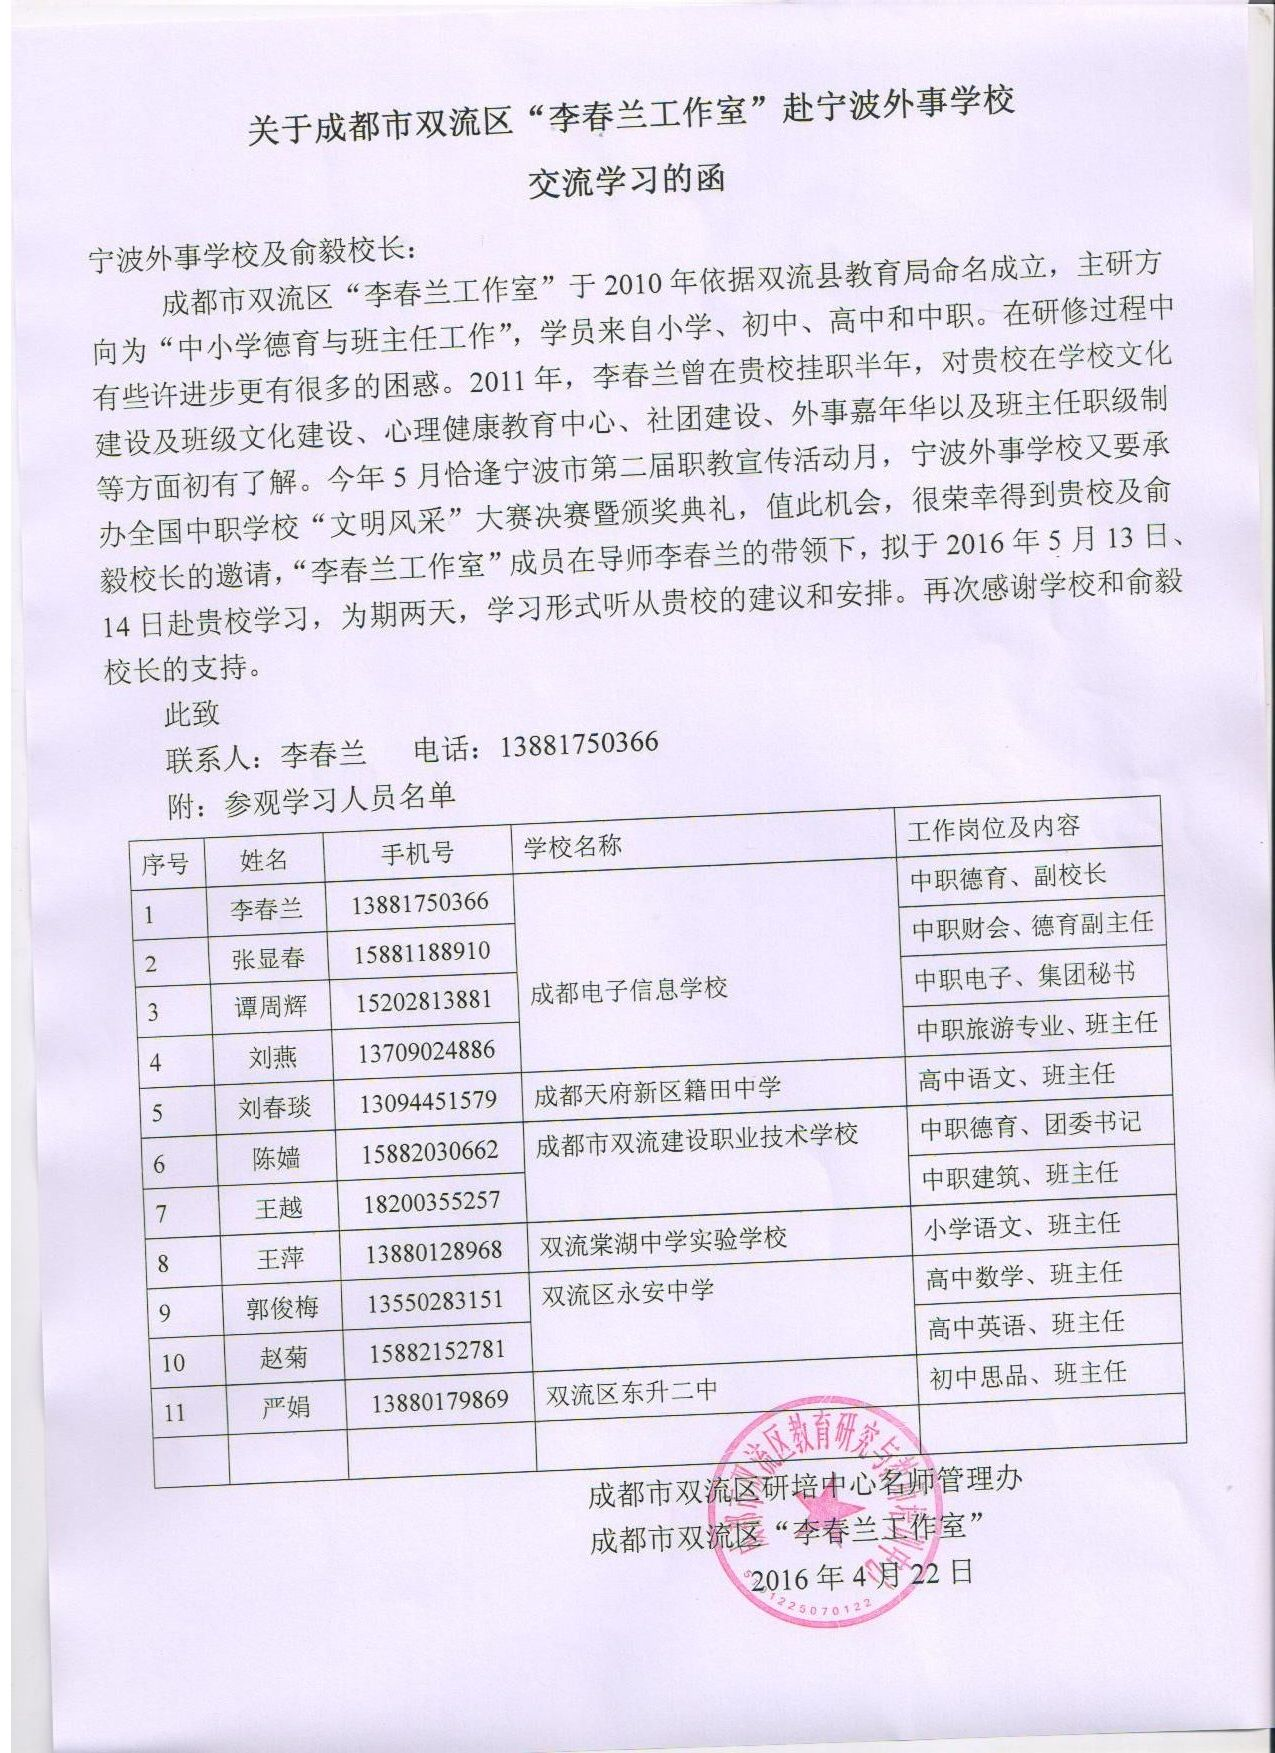 关于成都市双流区“李春兰工作室”赴宁波外事学校
交流学习的函
宁波外事学校及俞毅校长：
成都市双流区“李春兰工作室”于 2010 年依据双流县教育局命名成立，主研方
向为“中小学德育与班主任工作”，学员来自小学、初中、高中和中职。在研修过程中
有些许进步更有很多的困惑。2011 年，李春兰曾在贵校挂职半年，对贵校在学校文化
建设及班级文化建设、心理健康教育中心、社团建设、外事嘉年华以及班主任职级制
等方面初有了解。今年 5 月恰逢宁波市第二届职教宣传活动月，宁波外事学校又要承
办全国中职学校“文明风采”大赛决赛暨颁奖典礼，值此机会，很荣幸得到贵校及俞
毅校长的邀请，“李春兰工作室”成员在导师李春兰的带领下，拟于 2016 年 5 月 13 日、
14 日赴贵校学习，为期两天，学习形式听从贵校的建议和安排。再次感谢学校和俞毅
校长的支持。
此致
联系人：李春兰 电话：13881750366
附：参观学习人员名单
序号 姓名 手机号 学校名称 工作岗位及内容
1 李春兰 13881750366 成都电子信息学校 中职德育、副校长
2 张显春 15881188910 中职财会、德育副主任
3 谭周辉 15202813881 中职电子、集团秘书
4 刘燕 13709024886 中职旅游专业、班主任
5 刘春琰 13094451579 成都天府新区籍田中学 高中语文、班主任
6 陈嫱 15882030662 成都市双流建设职业技术学校 中职德育、团委书记
7 王越 18200355257 中职建筑、班主任
8 王萍 13880128968 双流棠湖中学实验学校 小学语文、班主任
9 郭俊梅 13550283151 双流区永安中学 高中数学、班主任
10 赵菊 15882152781 高中英语、班主任
11 严娟 13880179869 双流区东升二中 初中思品、班主任
成都市双流区研培中心名师管理办
成都市双流区“李春兰工作室”
2016 年 4 月 22 日
成都市双流区教育研究与教师培训中心
5101225070122